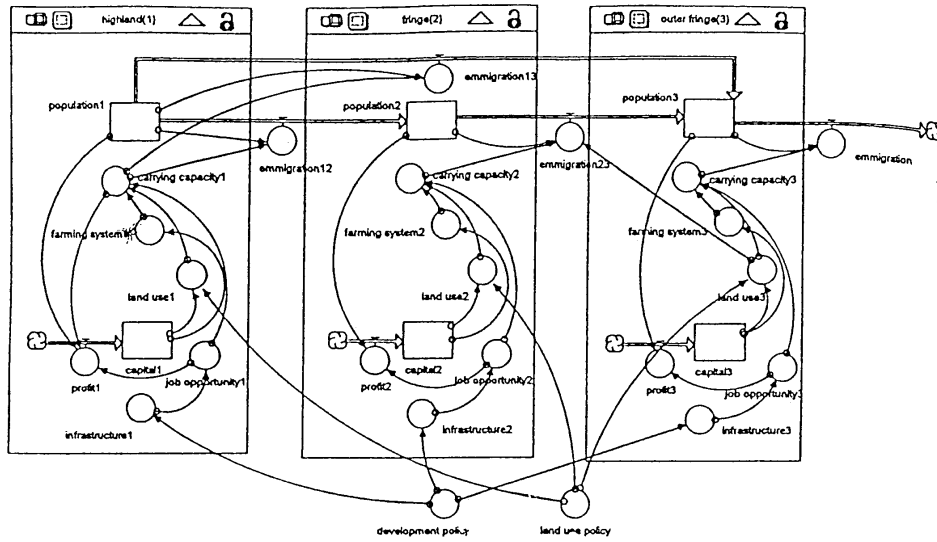 highland(1)
fringe(2)
outer fringe(3)
emmigration13
population1
population2
population3
emmigration12
emmigration23
emmigration
carrying capacity1
carrying capacity2
carrying capacity3
farming system1
farming system2
farming system3
land use1
land use2
land use3
capital1
capital2
capital3
profit1
job opportunity1
profit2
job opportunity2
profit3
job opportunity3
infrastructure1
infrastructure2
infrastructure3
development policy
land use policy